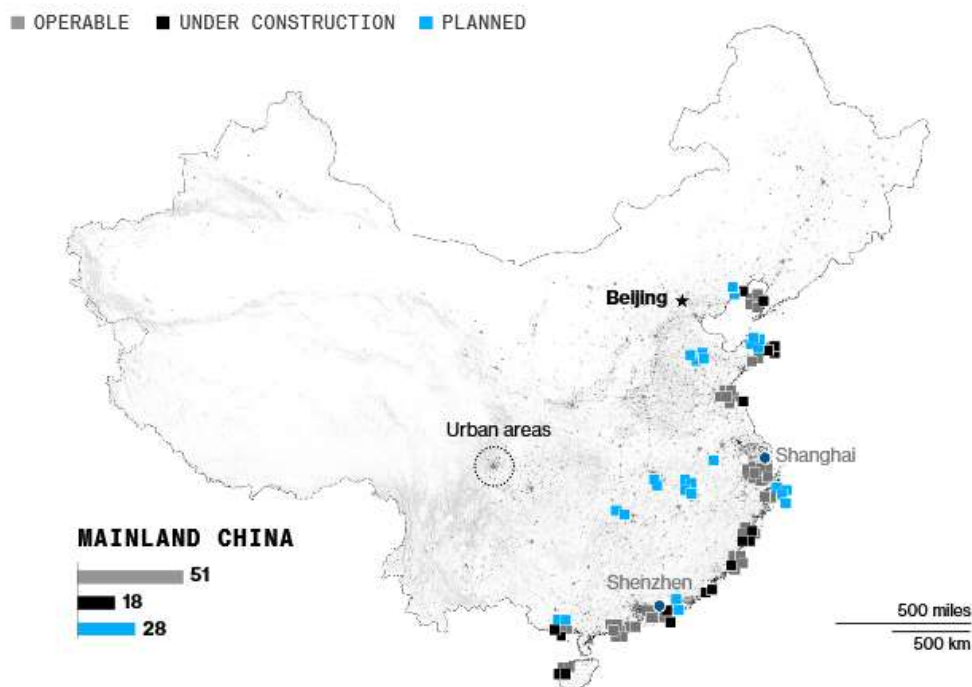 OPERABLE UNDER CONSTRUCTION PLANNED
Beijing
Urban areas
Shanghai
MAINLAND CHINA
51
18
28
Shenzhen
500 miles
500 km